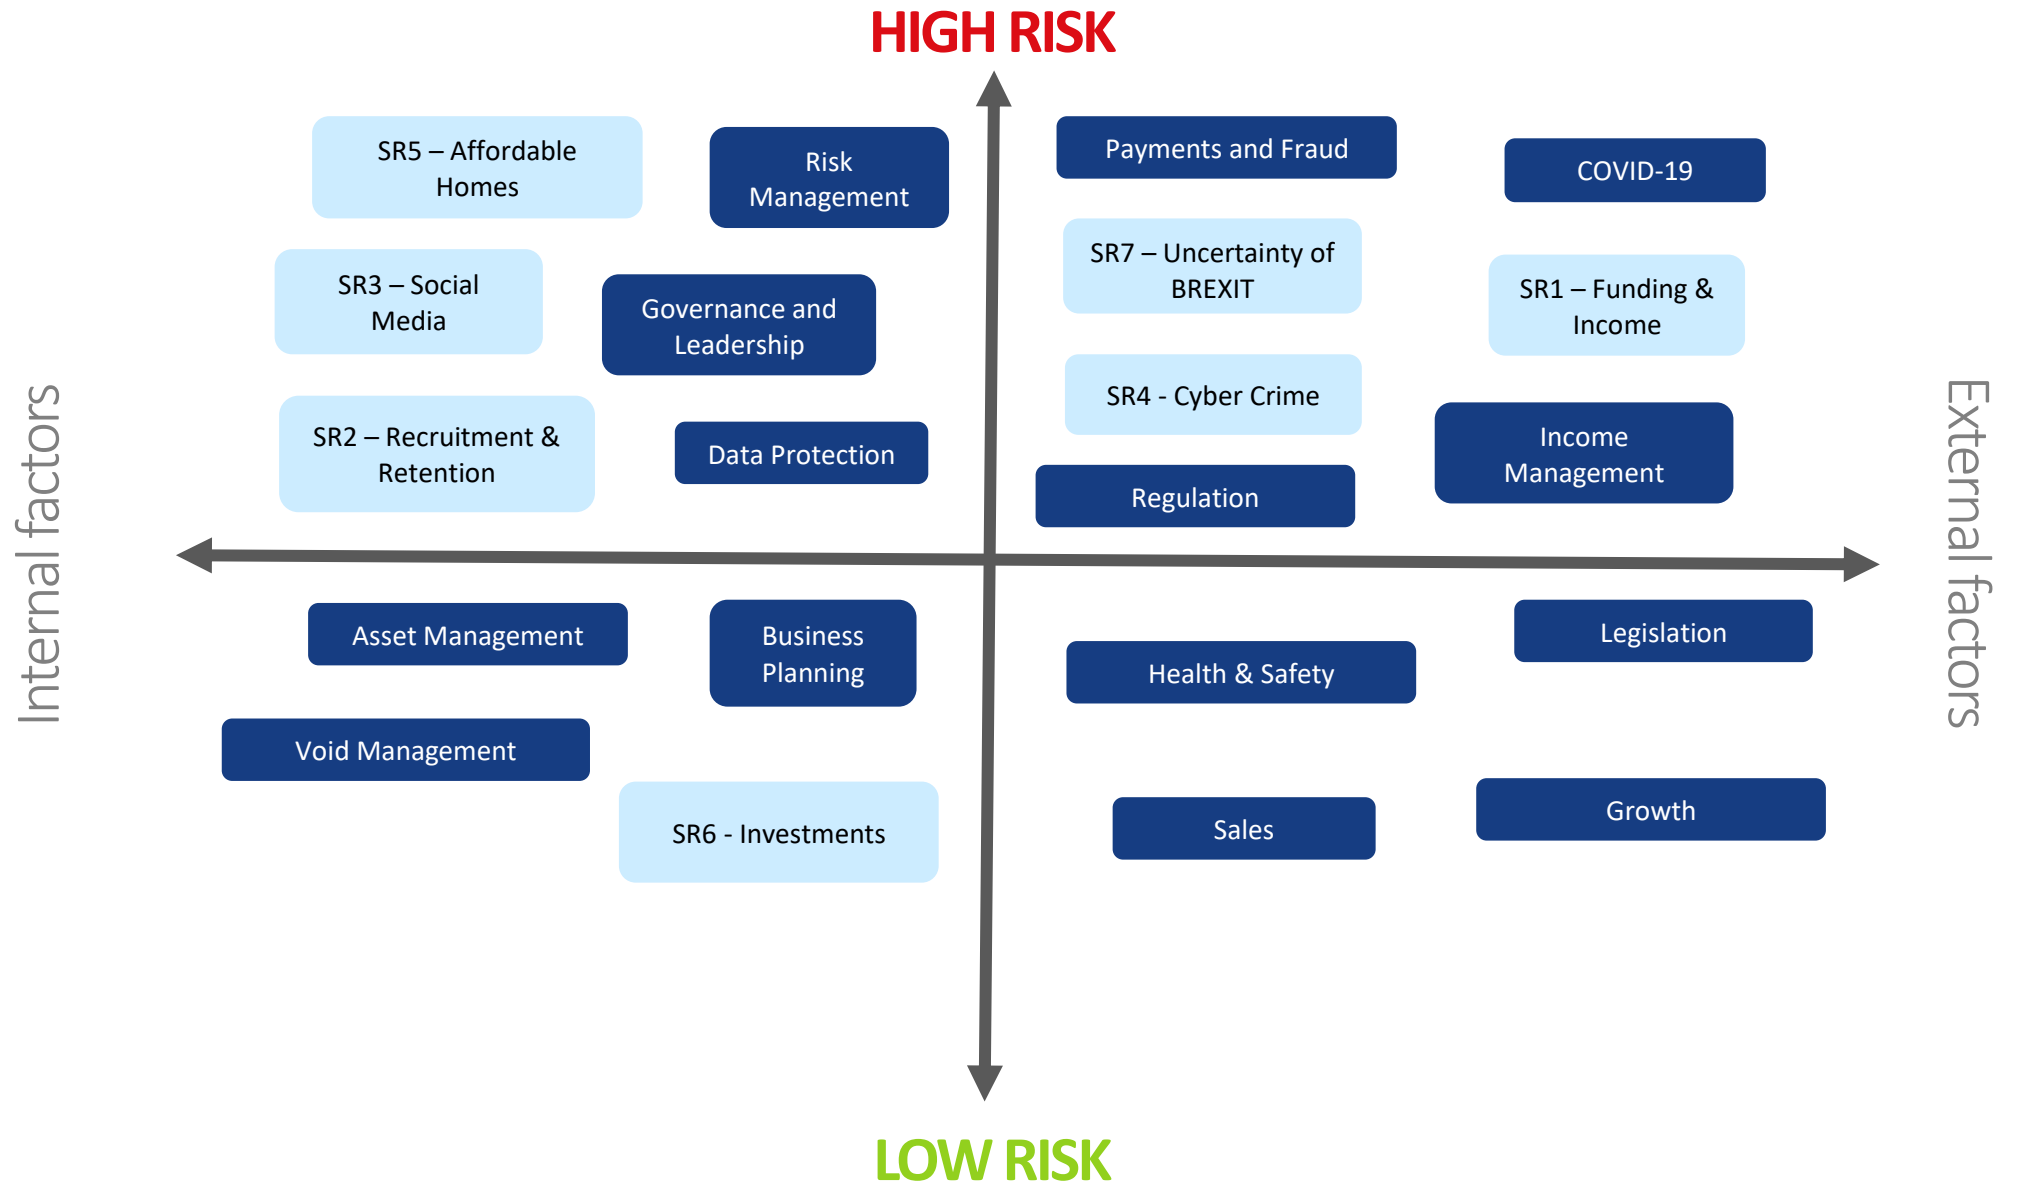 HIGH RISK
SR5 – Affordable
Homes
Risk
Management
Payments and Fraud
COVID-19
SR3 – Social
Media
Governance and
Leadership
SR7 – Uncertainty of
BREXIT
SR1 – Funding &
Income
SR2 – Recruitment &
Retention
Data Protection
SR4 - Cyber Crime
Income
Management
Regulation
Internal factors
External factors
Asset Management
Business
Planning
Health & Safety
Legislation
Void Management
SR6 - Investments
Sales
Growth
LOW RISK